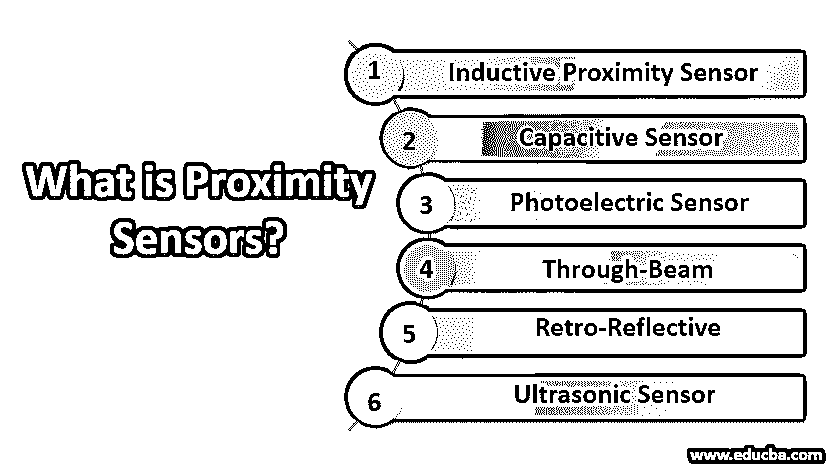 What is Proximity
Sensors?
1 Inductive Proximity Sensor
2 Capacitive Sensor
3 Photoelectric Sensor
4 Through-Beam
5 Retro-Reflective
6 Ultrasonic Sensor
www.educba.com